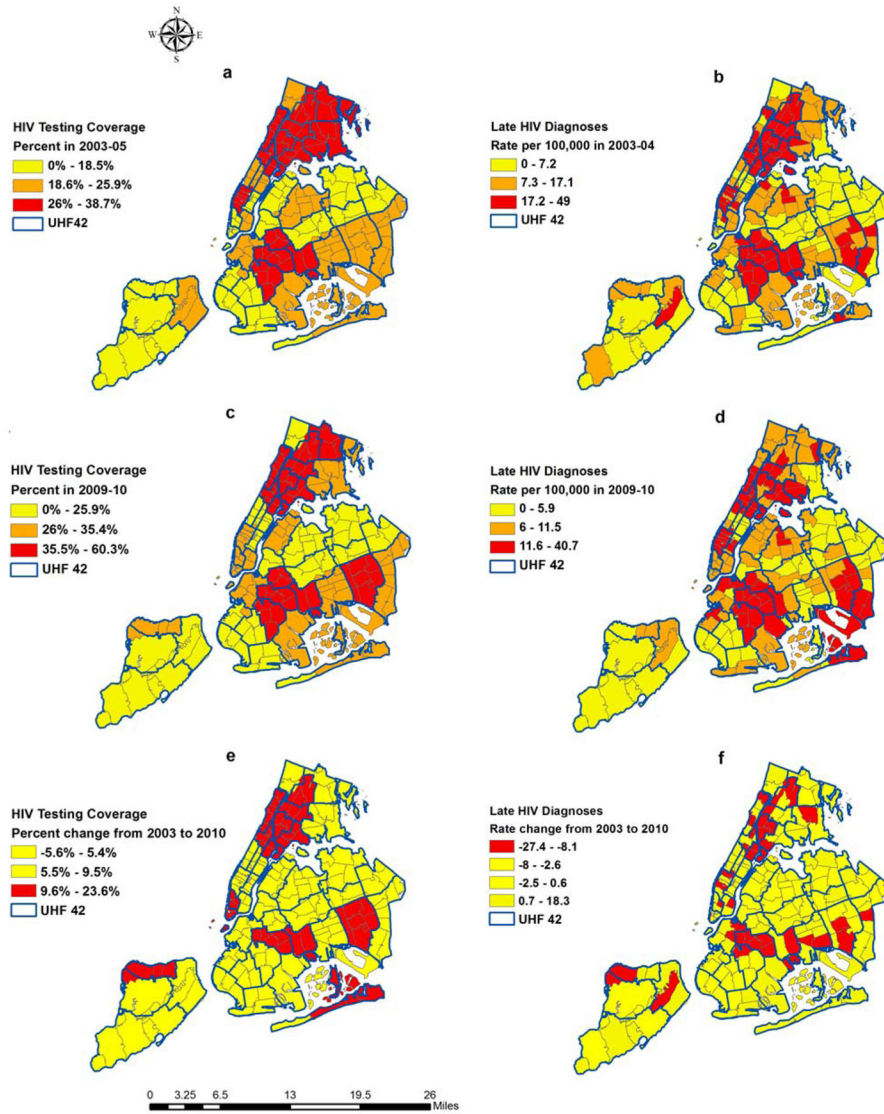 N
W E
S
a
HIV Testing Coverage
Percent in 2003-05
0% - 18.5%
18.6% - 25.9%
26% - 38.7%
UHF42
b
Late HIV Diagnoses
Rate per 100,000 in 2003-04
0 - 7.2
7.3 - 17.1
17.2 - 49
UHF 42
c
HIV Testing Coverage
Percent in 2009-10
0% - 25.9%
26% - 35.4%
35.5% - 60.3%
UHF 42
d
Late HIV Diagnoses
Rate per 100,000 in 2009-10
0 - 5.9
6 - 11.5
11.6 - 40.7
UHF 42
e
HIV Testing Coverage
Percent change from 2003 to 2010
-5.6% - 5.4%
5.5% - 9.5%
9.6% - 23.6%
UHF 42
f
Late HIV Diagnoses
Rate change from 2003 to 2010
-27.4 - -8.1
-8 - -2.6
-2.5 - 0.6
0.7 - 18.3
UHF 42
0 3.25 6.5 13 19.5 26
Miles